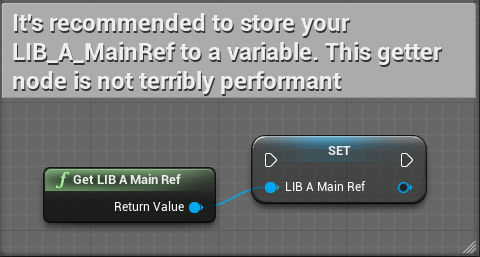 It's recommended to store your
LIB_A_MainRef to a variable. This getter
node is not terribly performant
SET
f Get LIB A Main Ref
Return Value
LIB A Main Ref